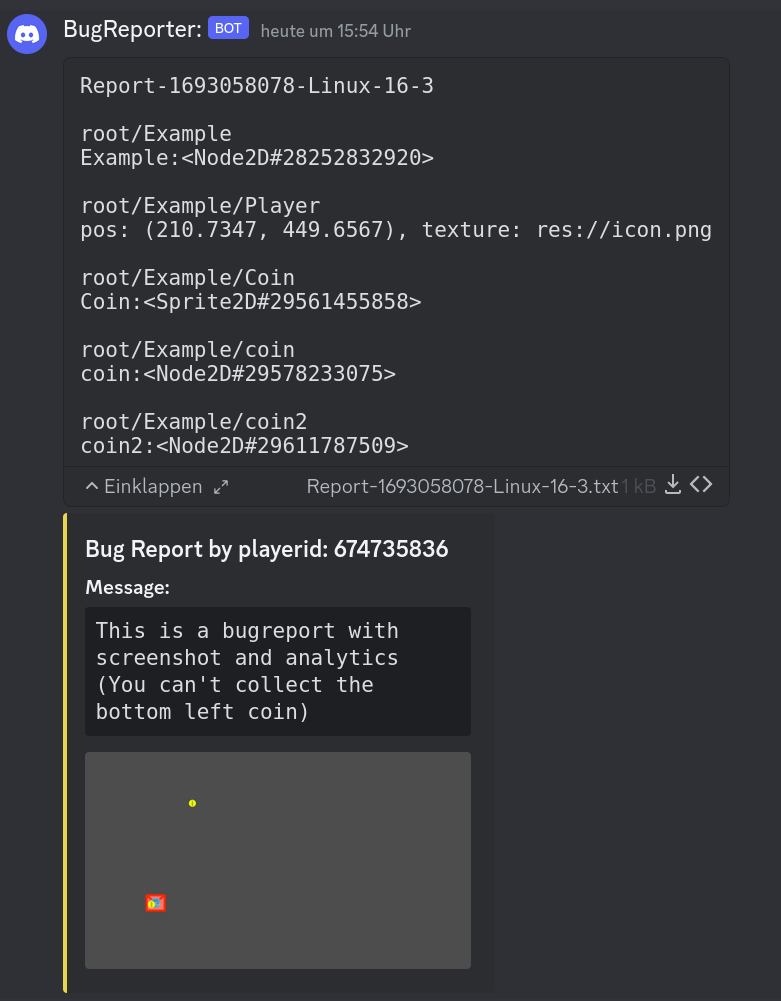 BugReporter: BOT heute um 15:54 Uhr
Report-1693058078-Linux-16-3
root/Example
Example:<Node2D#28252832920>
root/Example/Player
pos: (210.7347, 449.6567), texture: res://icon.png
root/Example/Coin
Coin:<Sprite2D#29561455858>
root/Example/coin
coin:<Node2D#29578233075>
root/Example/coin2
coin2:<Node2D#29611787509>
Einklappen Report-1693058078-Linux-16-3.txt 1 kB
Bug Report by playerid: 674735836
Message:
This is a bugreport with
screenshot and analytics
(You can't collect the
bottom left coin)